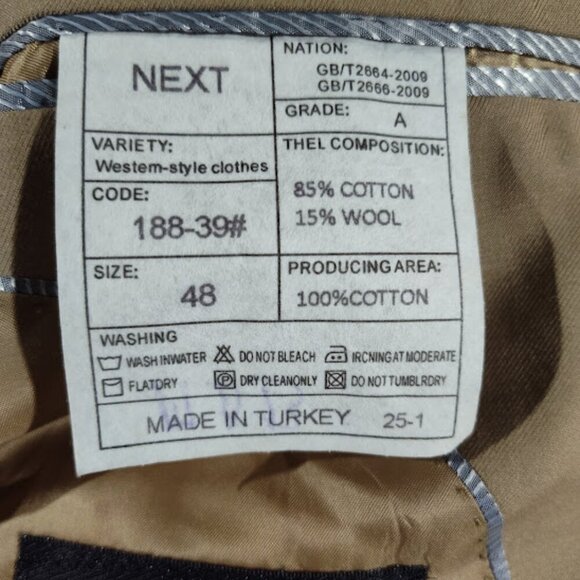 NEXT
NATION:
GB/T2664-2009
GB/T2666-2009
GRADE: A
VARIETY:
Westem-style clothes
THEL COMPOSITION:
85% COTTON
15% WOOL
CODE:
188-39#
SIZE:
48
PRODUCING AREA:
100%COTTON
WASHING
WASH INWATER DO NOT BLEACH IRCNING AT MODERATE
FLATDRY DRY CLEANONLY DO NOT TUMBLRDRY
MADE IN TURKEY 25-1